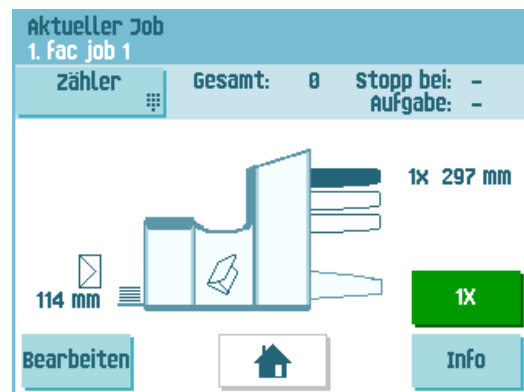 Aktueller Job
1. fac job 1
Zähler
Gesamt: 0
Stopp bei: -
Aufgabe: -
1x 297 mm
114 mm
1X
Bearbeiten
Info